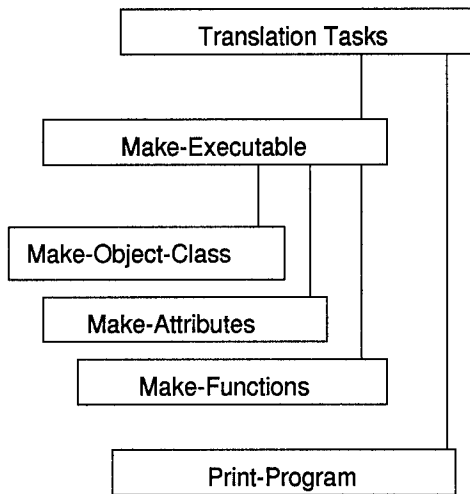 Translation Tasks
Make-Executable
Make-Object-Class
Make-Attributes
Make-Functions
Print-Program